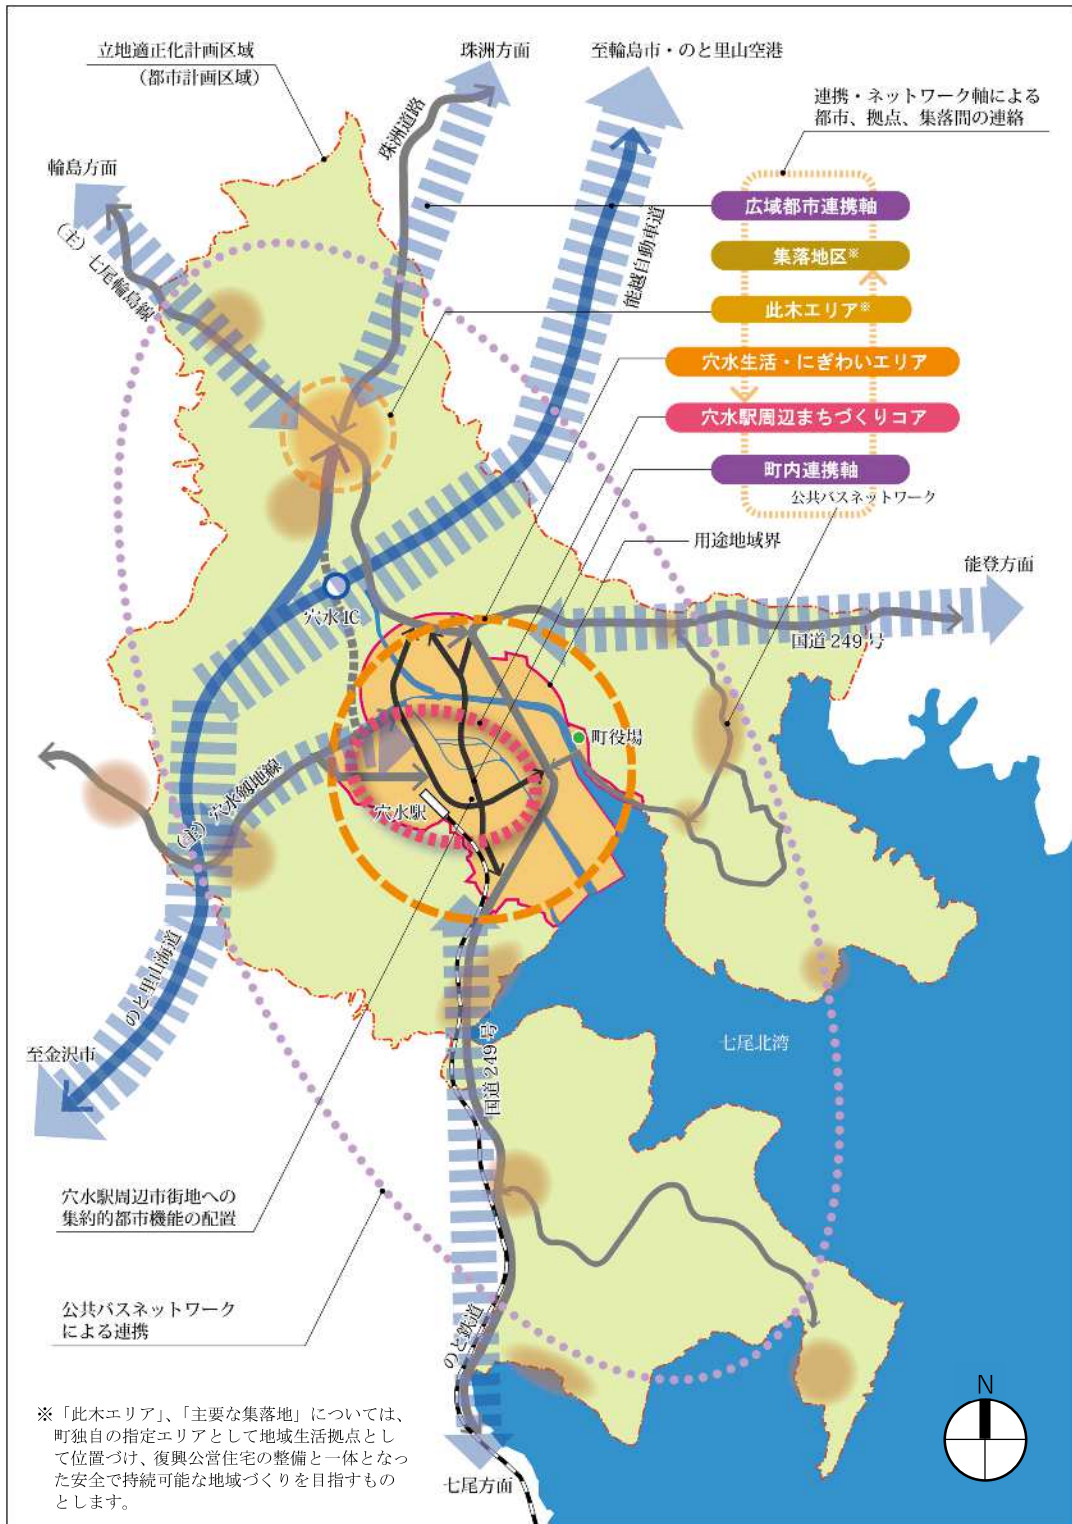 立地適正化計画区域
（都市計画区域）
珠洲方面
至輪島市・のと里山空港
連携・ネットワーク軸による
都市、拠点、集落間の連絡
輪島方面
珠洲道路
（主）七尾輪島線
能越自動車道
広域都市連携軸
集落地区※
此木エリア※
穴水生活・にぎわいエリア
穴水駅周辺まちづくりコア
町内連携軸
公共バスネットワーク
用途地域界
能登方面
穴水IC
国道249号
町役場
穴水駅
（主）穴水剱地線
のと里山海道
至金沢市
七尾北湾
国道249号
穴水駅周辺市街地への
集約的都市機能の配置
公共バスネットワーク
による連携
のと鉄道
七尾方面
N
※「此木エリア」、「主要な集落地」については、
町独自の指定エリアとして地域生活拠点とし
て位置づけ、復興公営住宅の整備と一体となっ
た安全で持続可能な地域づくりを目指すもの
とします。